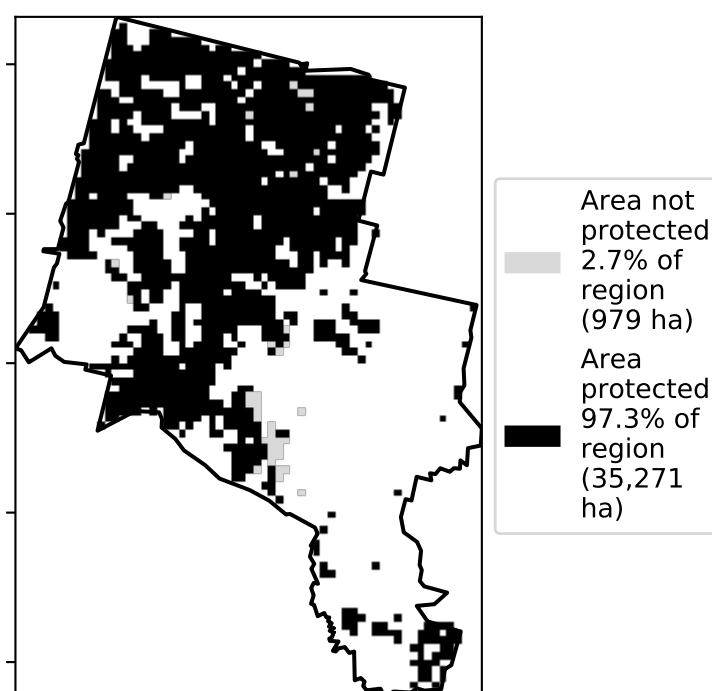 Area not
protected
2.7% of
region
(979 ha)
Area
protected
97.3% of
region
(35,271
ha)